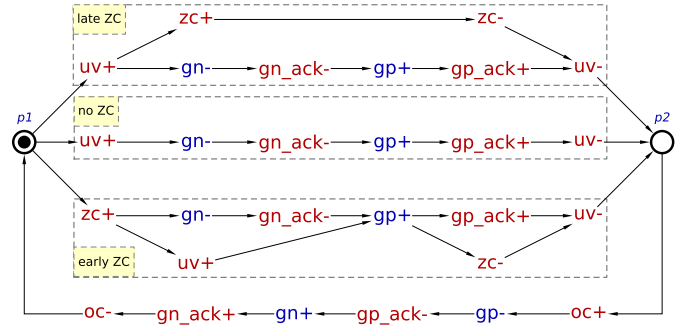 late ZC
zc+ zc-
uv+ gn- gn_ack- gp+ gp_ack+ uv-
no ZC
p1 p2
uv+ gn- gn_ack- gp+ gp_ack+ uv-
zc+ gn- gn_ack- gp+ gp_ack+ uv-
early ZC uv+ zc-
oc- gn_ack+ gn+ gp_ack- gp- oc+